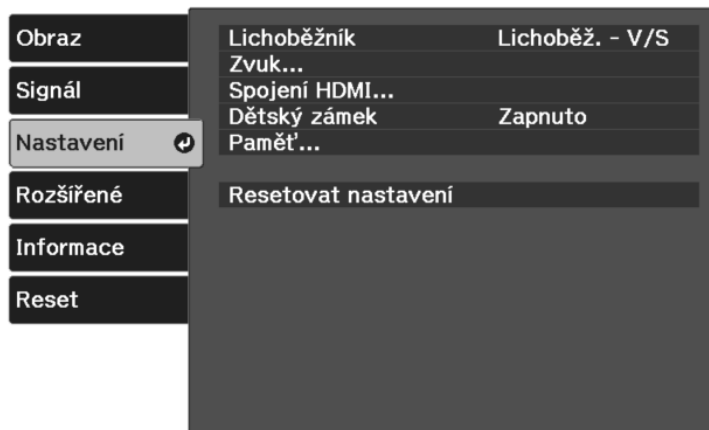 Obraz
Signál
Nastavení
Rozšířené
Informace
Reset
Lichoběžník Lichoběž. - V/S
Zvuk...
Spojení HDMI...
Dětský zámek Zapnuto
Paměť...
Resetovat nastavení